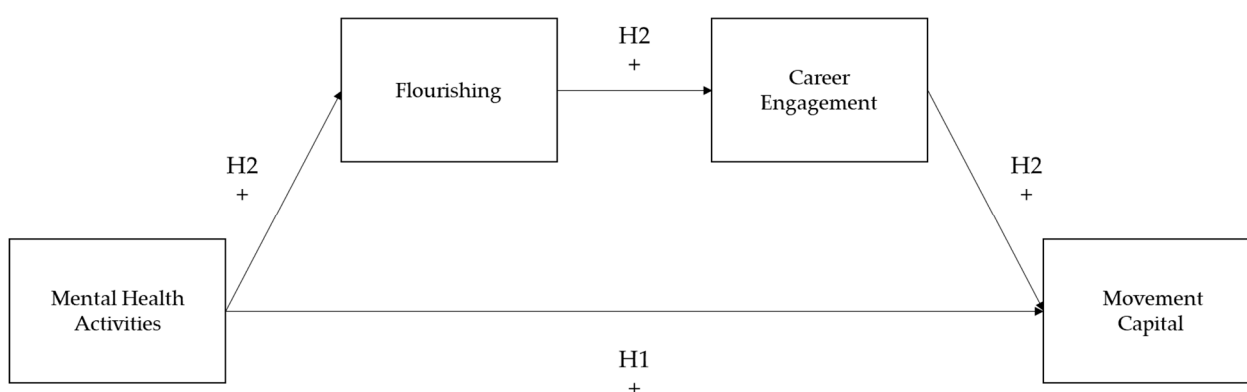 H2
+
Flourishing
Career
Engagement
H2
+
H2
+
Mental Health
Activities
Movement
Capital
H1
+